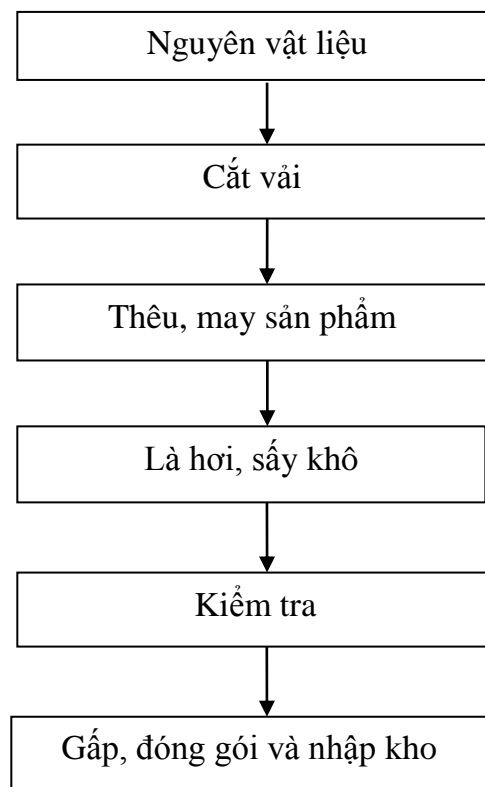 Nguyên vật liệu
Cắt vải
Thêu, may sản phẩm
Là hơi, sấy khô
Kiểm tra
Gấp, đóng gói và nhập kho